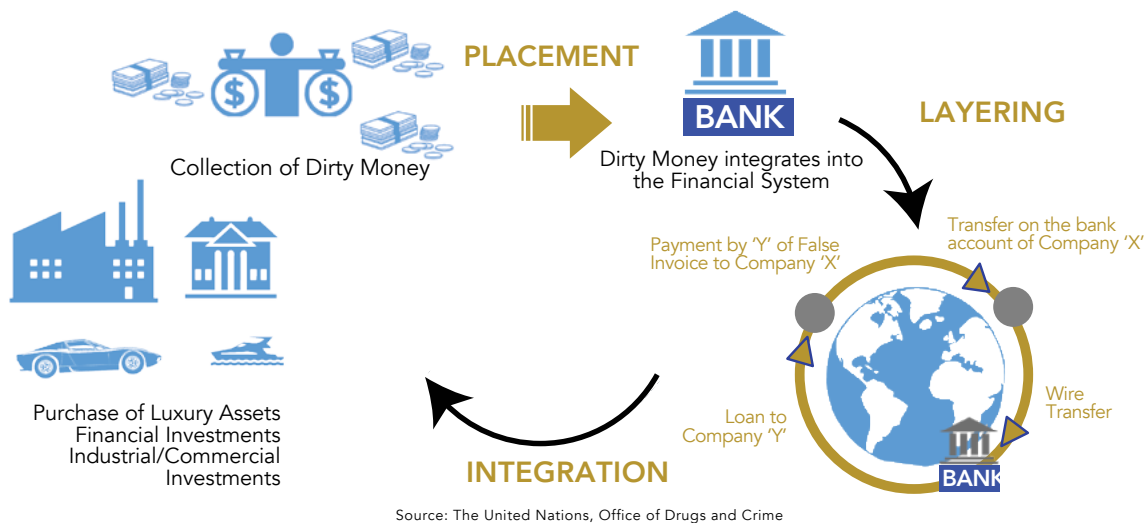 PLACEMENT
$
$
Collection of Dirty Money
BANK
Dirty Money integrates into
the Financial System
LAYERING
Transfer on the bank
account of Company ‘X’
Payment by ‘Y’ of False
Invoice to Company ‘X’
Wire
Transfer
BANK
Loan to
Company ‘Y’
INTEGRATION
Purchase of Luxury Assets
Financial Investments
Industrial/Commercial
Investments
Source: The United Nations, Office of Drugs and Crime